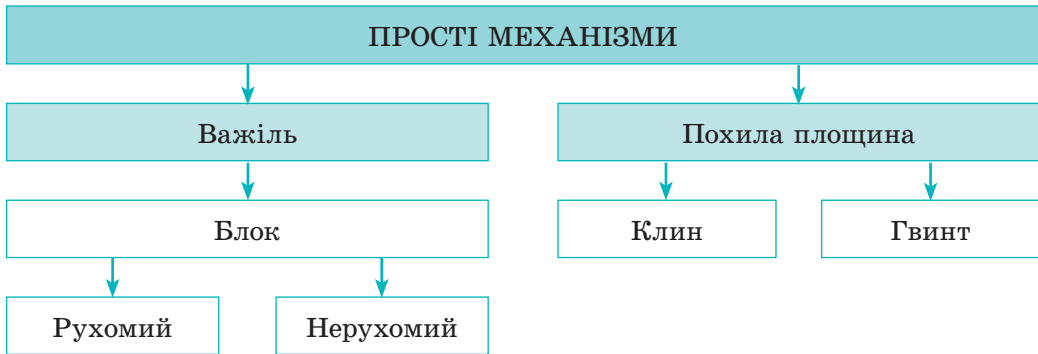 ПРОСТІ МЕХАНІЗМИ
Важіль
Похила площина
Блок
Клин
Гвинт
Рухомий
Нерухомий